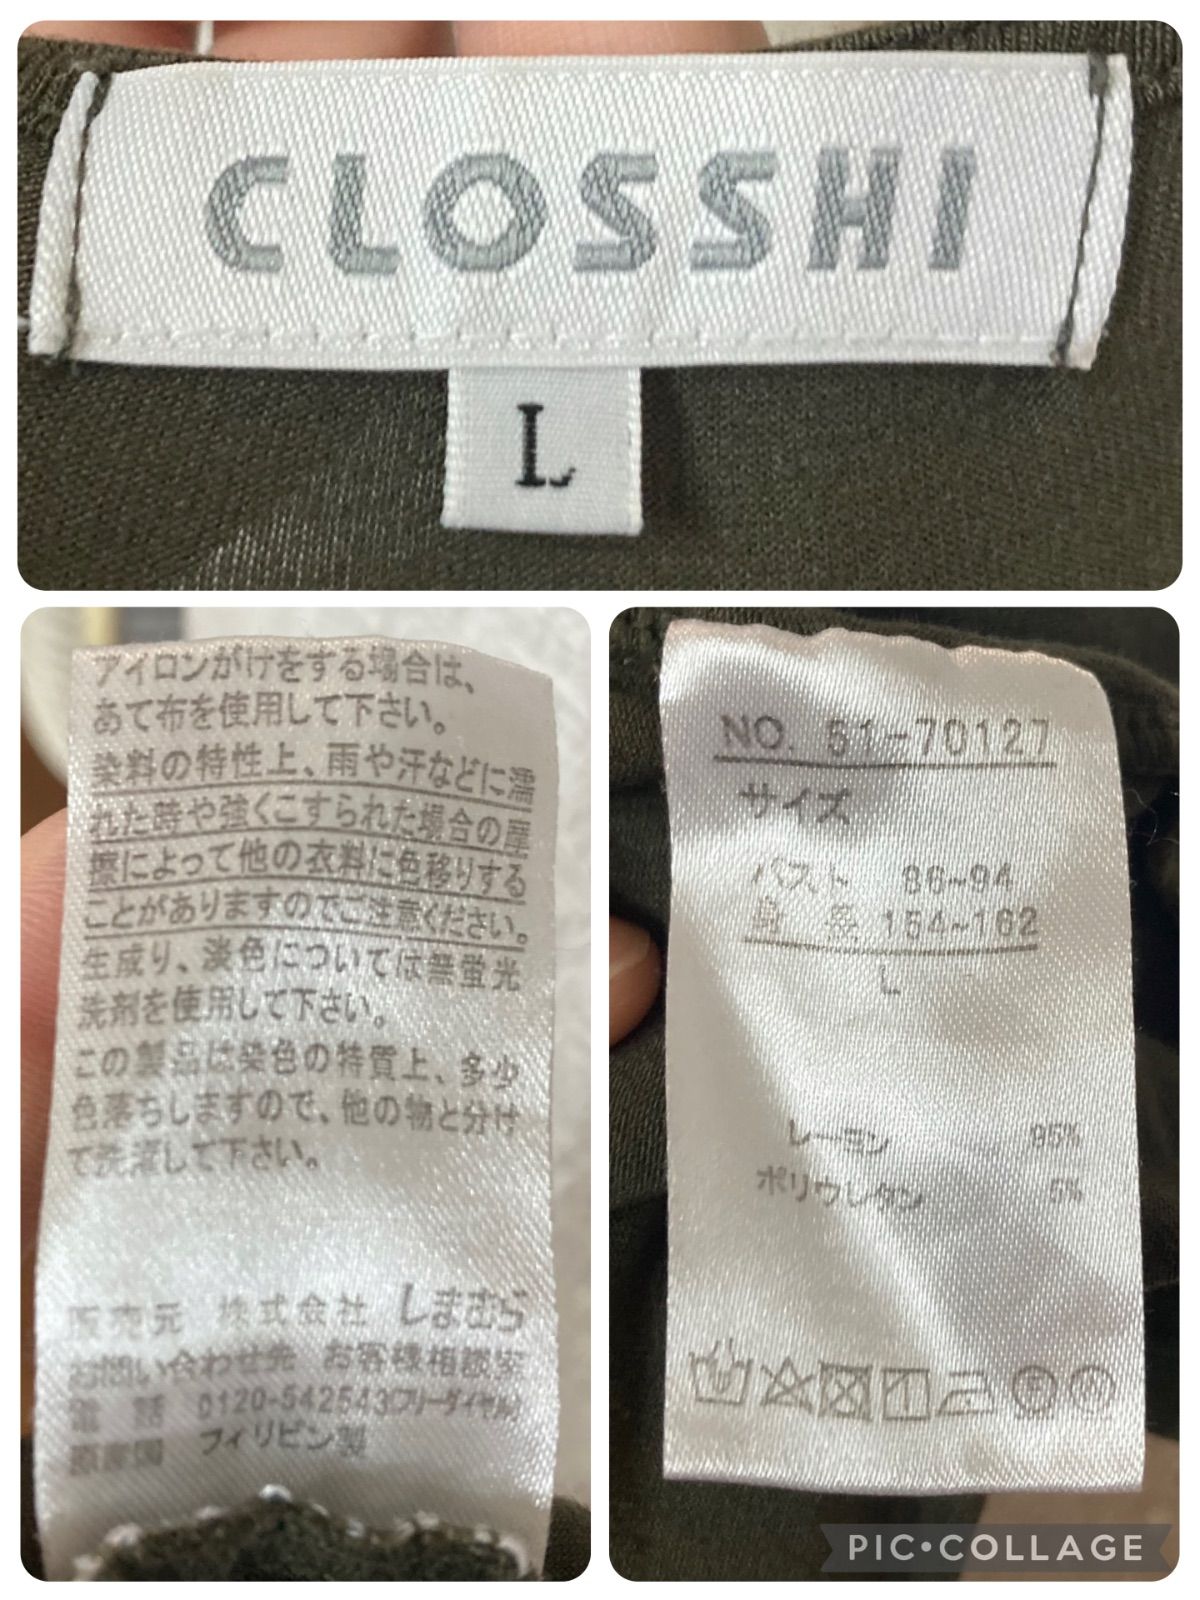 CLOSSHI
L
アイロンがけをする場合は、
あて布を使用して下さい。
染料の特性上、雨や汗などに濡
れた時や強くこすられた場合の摩
擦によって他の衣料に色移りする
ことがありますのでご注意ください。
生成り、淡色については無蛍光
洗剤を使用して下さい。
この製品は染色の特質上、多少
色落ちしますので、他の物と分け
て洗濯して下さい。
販売元 株式会社 しまむら
お問い合わせ先 お客様相談室
電話 0120-542543(フリーダイヤル)
原産国 フィリピン製
NO. 51-70127
サイズ
バスト 86~94
身長 154~162
L
レーヨン 95%
ポリウレタン 5%
PIC•COLLAGE